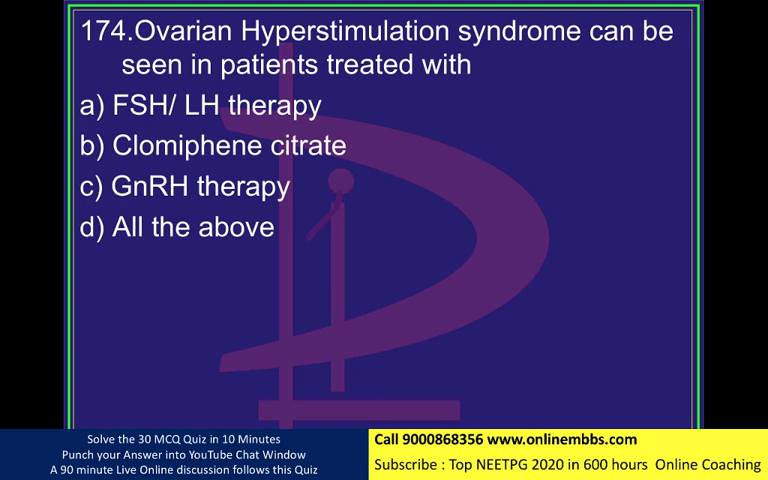 174.Ovarian Hyperstimulation syndrome can be
seen in patients treated with
a) FSH/ LH therapy
b) Clomiphene citrate
c) GnRH therapy
d) All the above
Solve the 30 MCQ Quiz in 10 Minutes
Punch your Answer into YouTube Chat Window
A 90 minute Live Online discussion follows this Quiz
Call 9000868356 www.onlinembbs.com
Subscribe : Top NEETPG 2020 in 600 hours Online Coaching